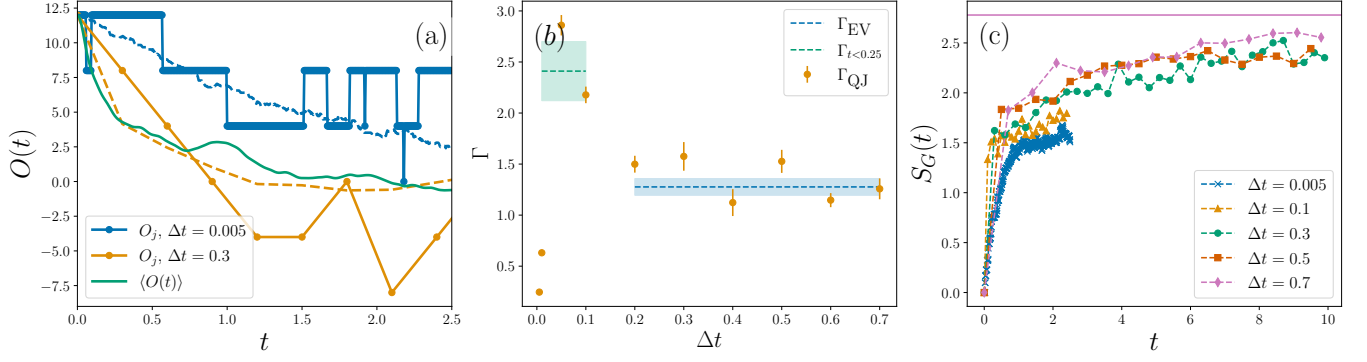 (a)
12.5
10.0
7.5
5.0
2.5
0.0
−2.5
−5.0
−7.5
O(t)
O_j, Δt = 0.005
O_j, Δt = 0.3
⟨O(t)⟩
0.0 0.5 1.0 1.5 2.0 2.5
t
(b)
3.0
2.5
2.0
1.5
1.0
0.5
Γ
Γ_EV
Γ_{t<0.25}
Γ_QJ
0.0 0.1 0.2 0.3 0.4 0.5 0.6 0.7
Δt
(c)
2.5
2.0
1.5
1.0
0.5
0.0
S_G(t)
Δt = 0.005
Δt = 0.1
Δt = 0.3
Δt = 0.5
Δt = 0.7
0 2 4 6 8 10
t